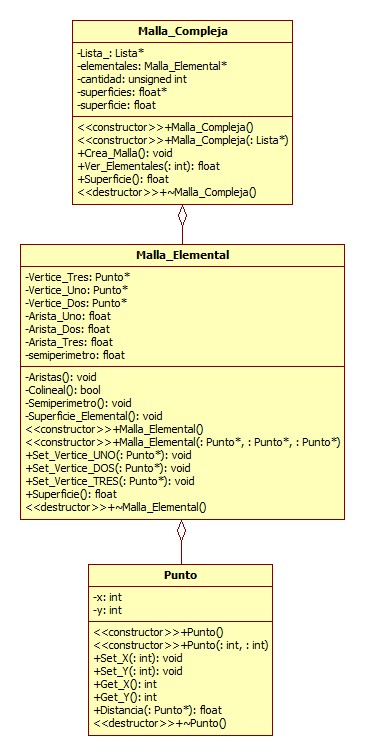 Malla_Compleja
-Lista_: Lista*
-elementales: Malla_Elemental*
-cantidad: unsigned int
-superficies: float*
-superficie: float
<<constructor>>+Malla_Compleja()
<<constructor>>+Malla_Compleja(: Lista*)
+Crea_Malla(): void
+Ver_Elementales(: int): float
+Superficie(): float
<<destructor>>+~Malla_Compleja()
Malla_Elemental
-Vertice_Tres: Punto*
-Vertice_Uno: Punto*
-Vertice_Dos: Punto*
-Arista_Uno: float
-Arista_Dos: float
-Arista_Tres: float
-semiperimetro: float
-Aristas(): void
-Colineal(): bool
-Semiperimetro(): void
-Superficie_Elemental(): void
<<constructor>>+Malla_Elemental()
<<constructor>>+Malla_Elemental(: Punto*, : Punto*, : Punto*)
+Set_Vertice_UNO(: Punto*): void
+Set_Vertice_DOS(: Punto*): void
+Set_Vertice_TRES(: Punto*): void
+Superficie(): float
<<destructor>>+~Malla_Elemental()
Punto
-x: int
-y: int
<<constructor>>+Punto()
<<constructor>>+Punto(: int, : int)
+Set_X(: int): void
+Set_Y(: int): void
+Get_X(): int
+Get_Y(): int
+Distancia(: Punto*): float
<<destructor>>+~Punto()